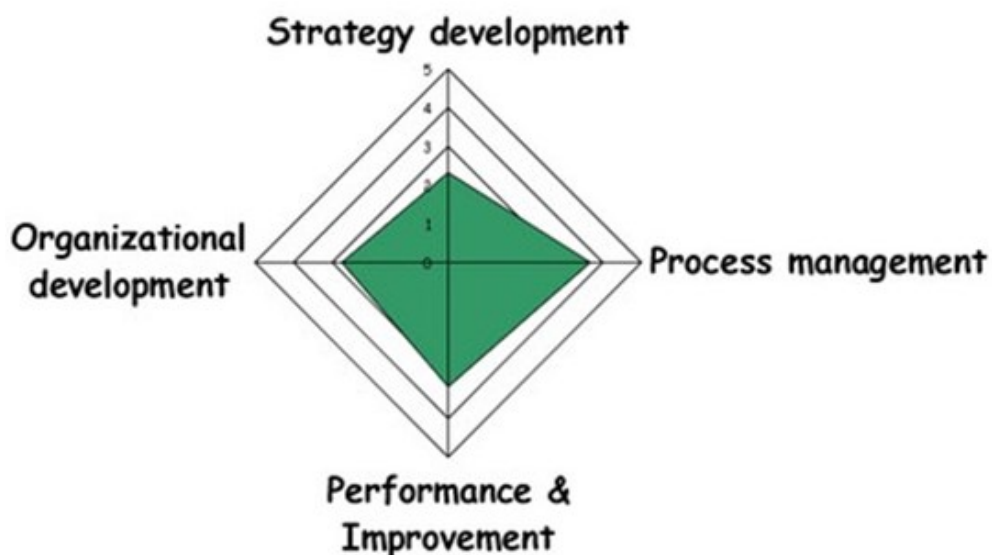 Strategy development
5
4
3
2
1
0
Organizational
development
Process management
Performance &
Improvement